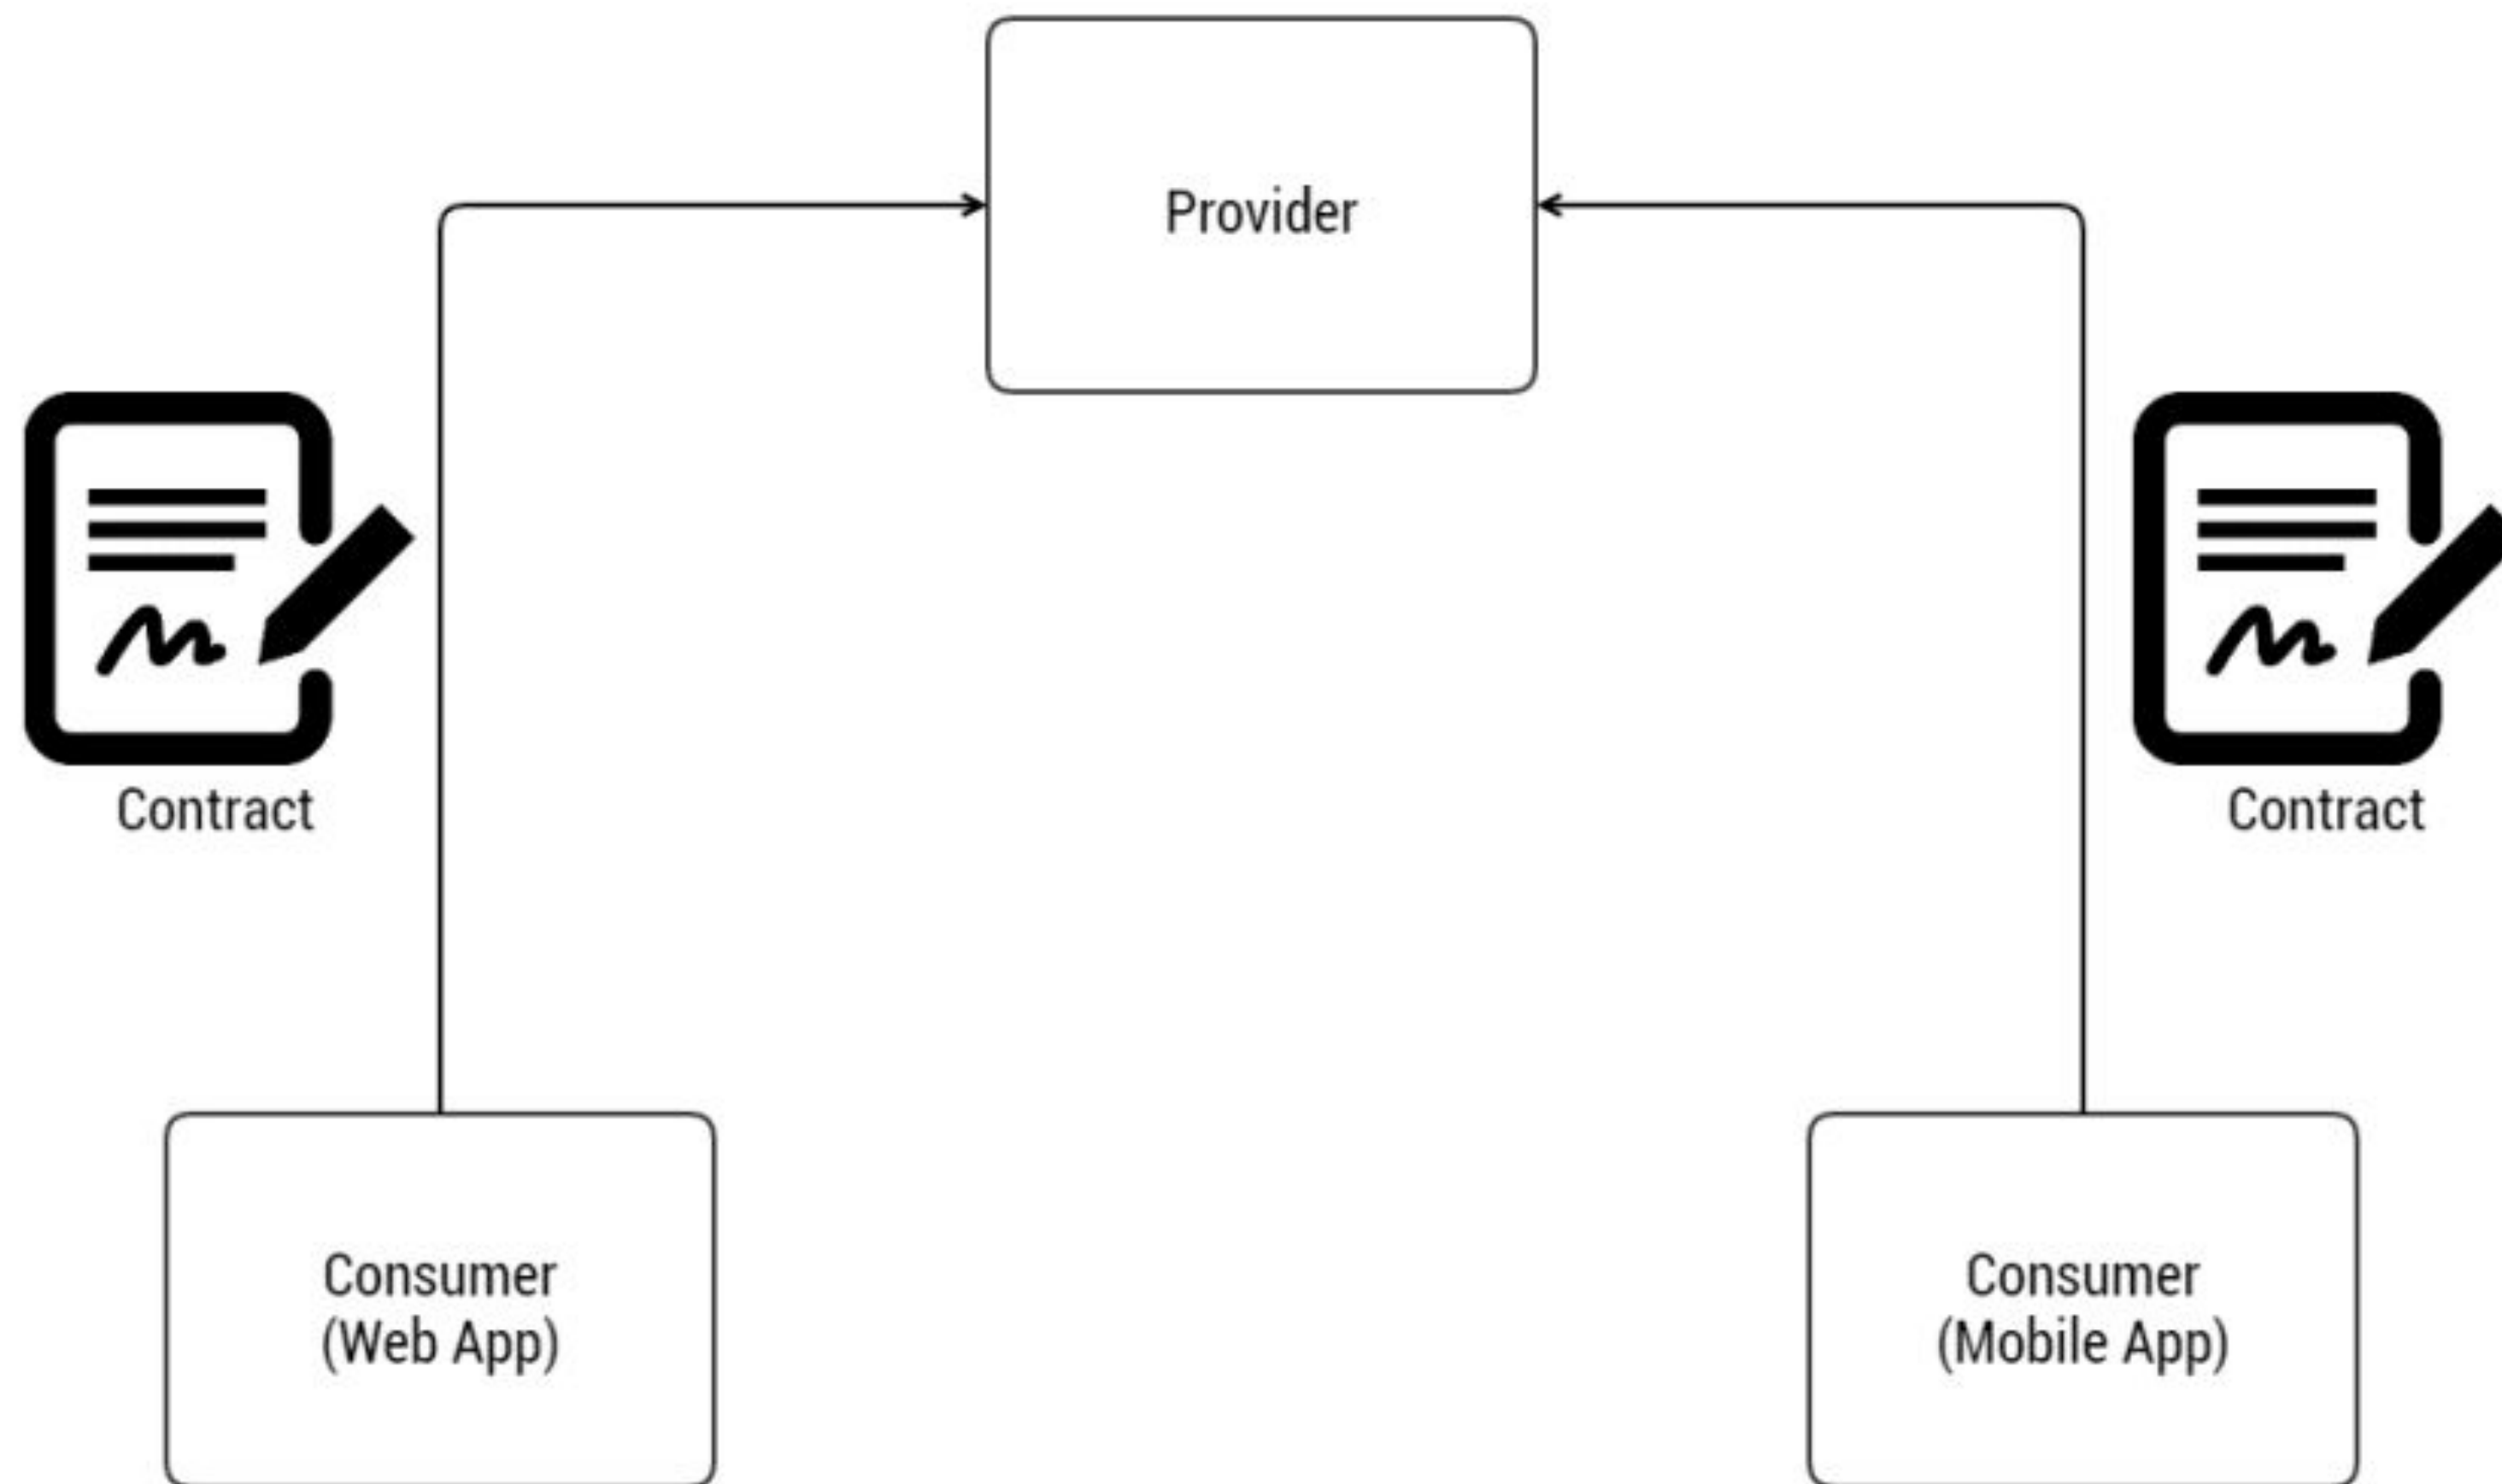 Provider
Contract
Contract
Consumer
(Web App)
Consumer
(Mobile App)